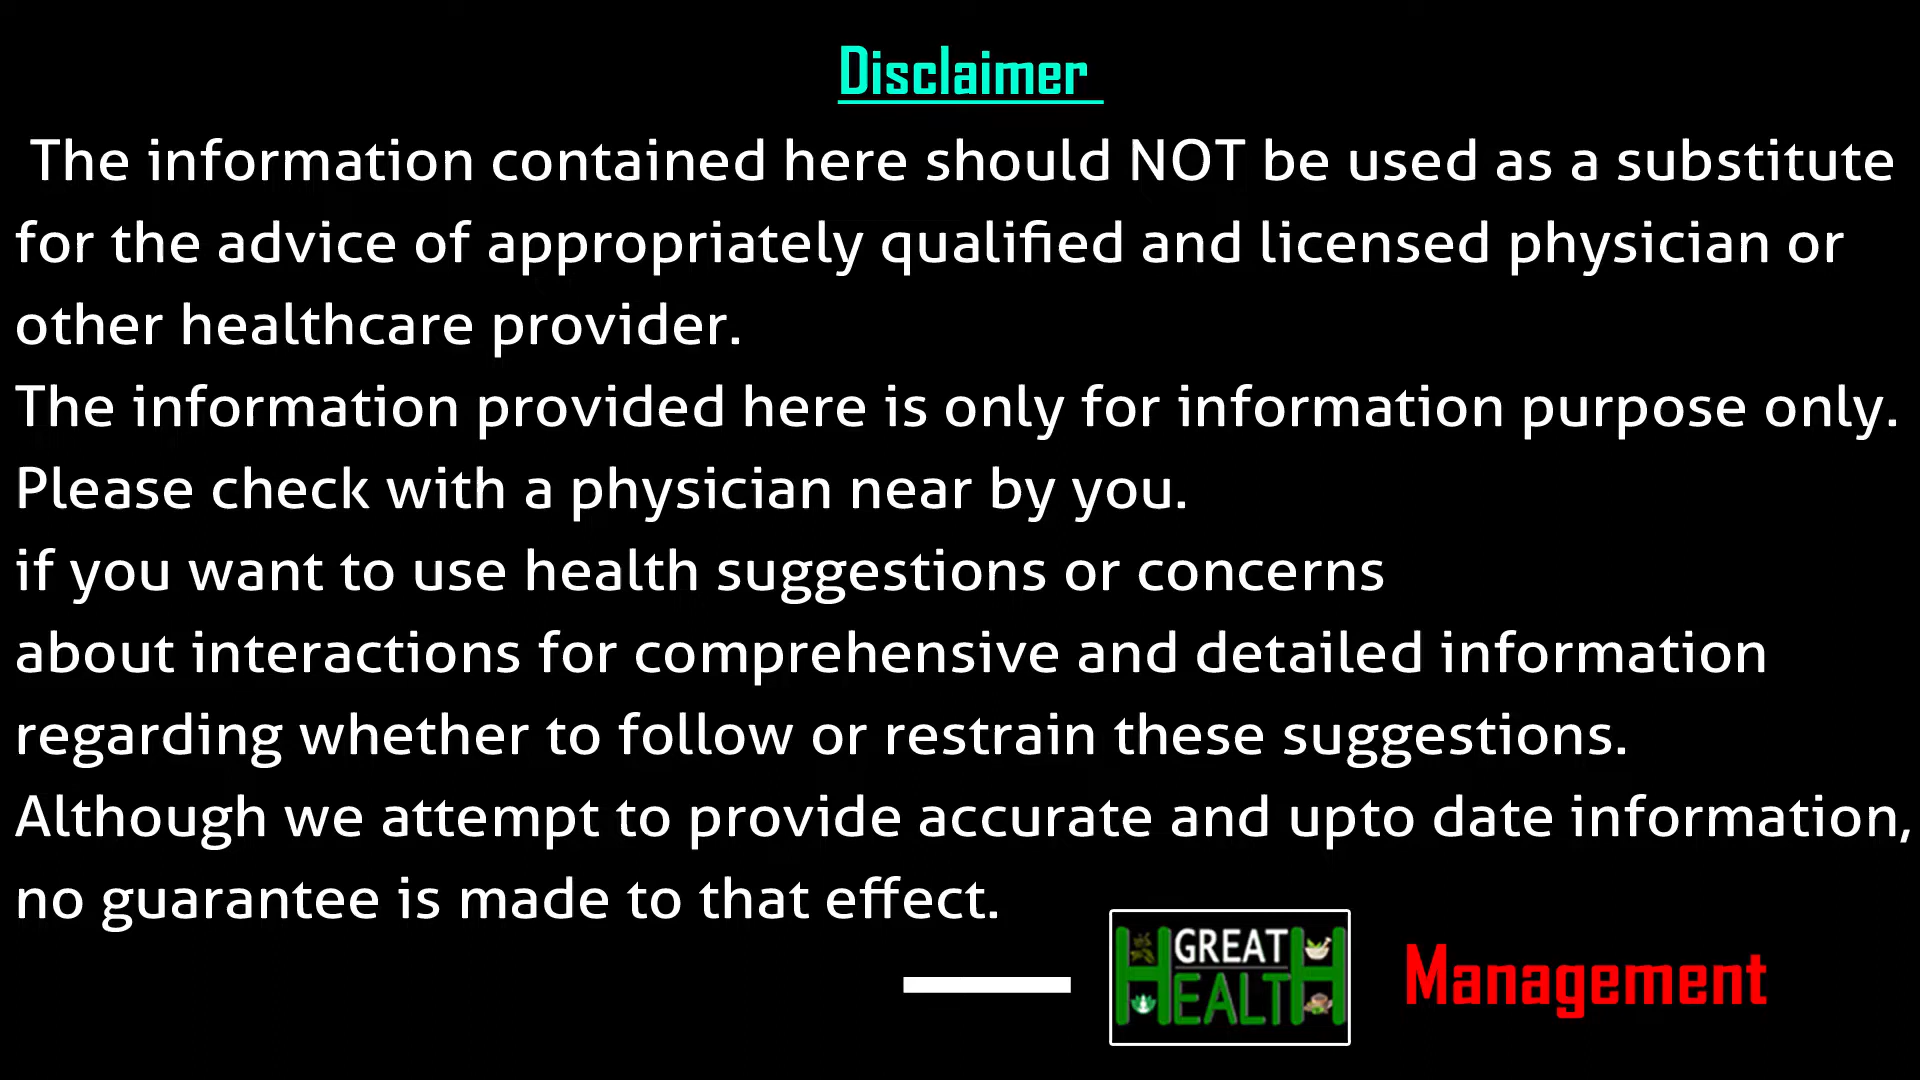 Disclaimer
The information contained here should NOT be used as a substitute
for the advice of appropriately qualified and licensed physician or
other healthcare provider.
The information provided here is only for information purpose only.
Please check with a physician near by you.
if you want to use health suggestions or concerns
about interactions for comprehensive and detailed information
regarding whether to follow or restrain these suggestions.
Although we attempt to provide accurate and upto date information,
no guarantee is made to that effect.
GREAT
HEALTH
Management